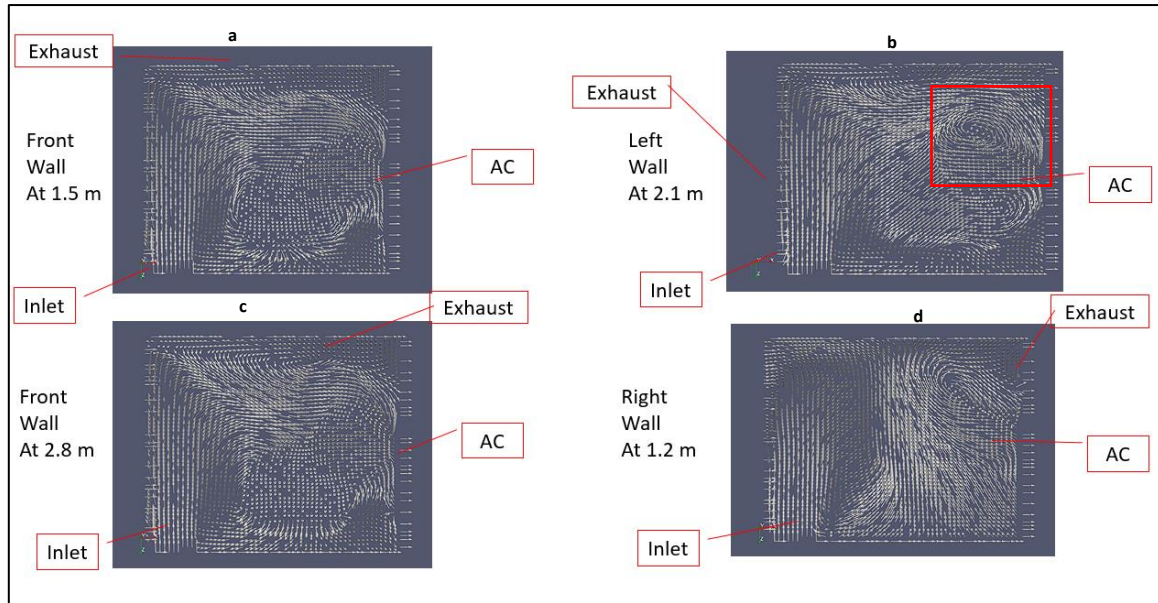 a
Exhaust
Front
Wall
At 1.5 m
AC
Inlet
b
Exhaust
Left
Wall
At 2.1 m
AC
Inlet
c
Exhaust
Front
Wall
At 2.8 m
AC
Inlet
d
Exhaust
Right
Wall
At 1.2 m
AC
Inlet